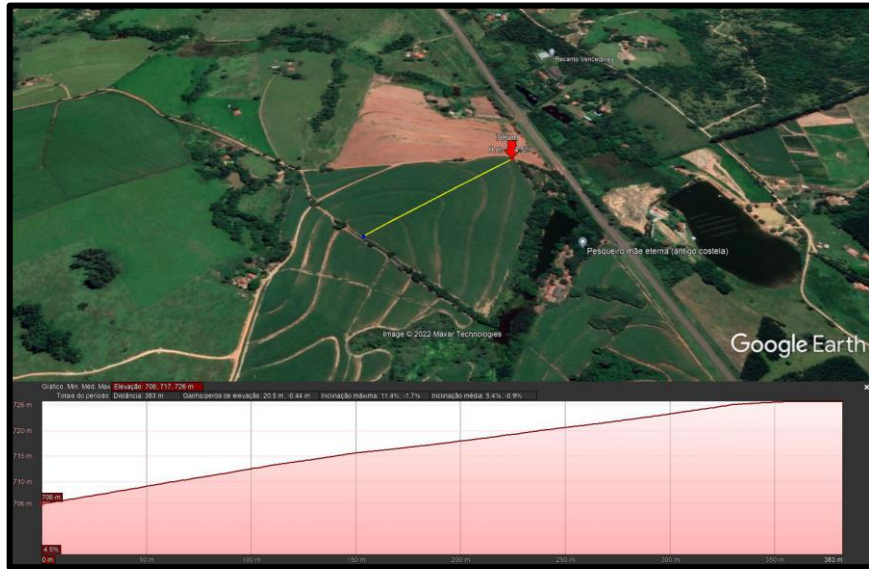 Recanto Vencedores
Pesqueiro mãe eterna (antigo costela)
Image © 2022 Maxar Technologies
Google Earth
Gráfico: Min, Méd, Máx Elevação: 706, 717, 726 m
Totais do período: Distância: 383 m Ganho/perda de elevação: 20.5 m, -0.44 m Inclinação máxima: 11.4%, -1.7% Inclinação média: 5.4%, -0.9%
726 m
720 m
715 m
710 m
706 m
706 m
4.5%
0 m 50 m 100 m 150 m 200 m 250 m 300 m 350 m 383 m